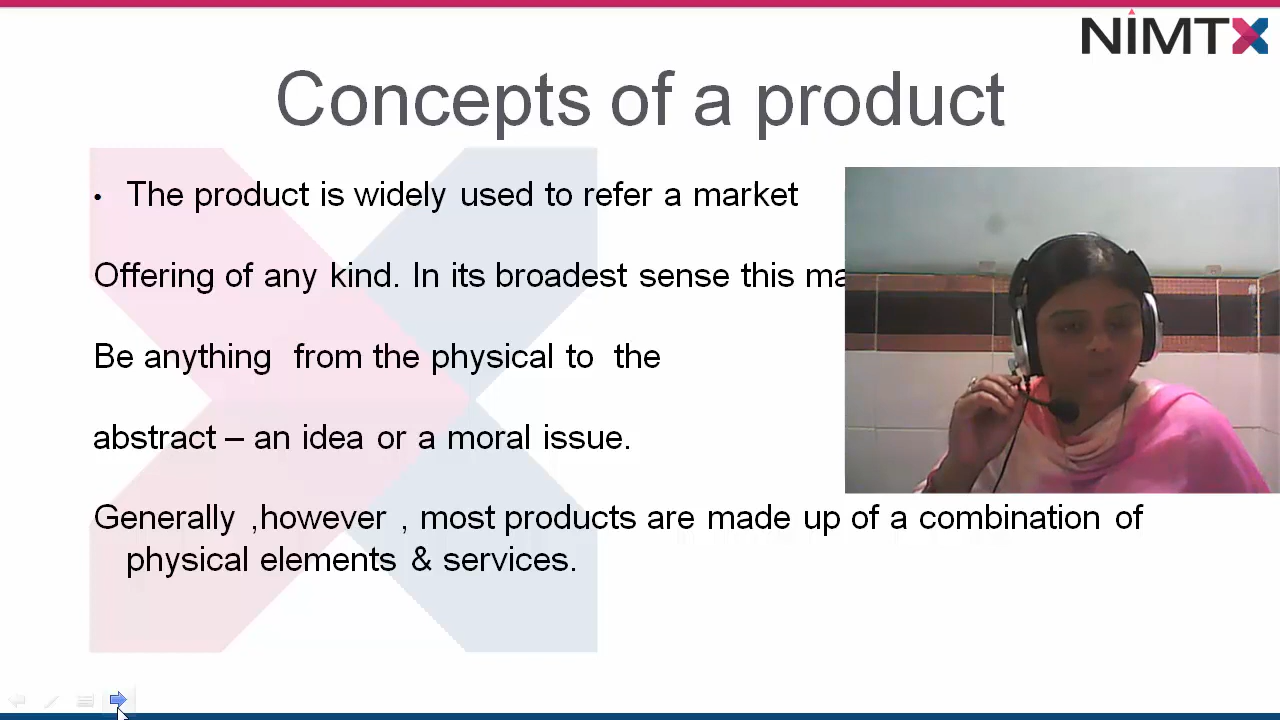 NIMTX
Concepts of a product
• The product is widely used to refer a market
Offering of any kind. In its broadest sense this
Be anything from the physical to the
abstract – an idea or a moral issue.
Generally ,however , most products are made up of a combination of
physical elements & services.